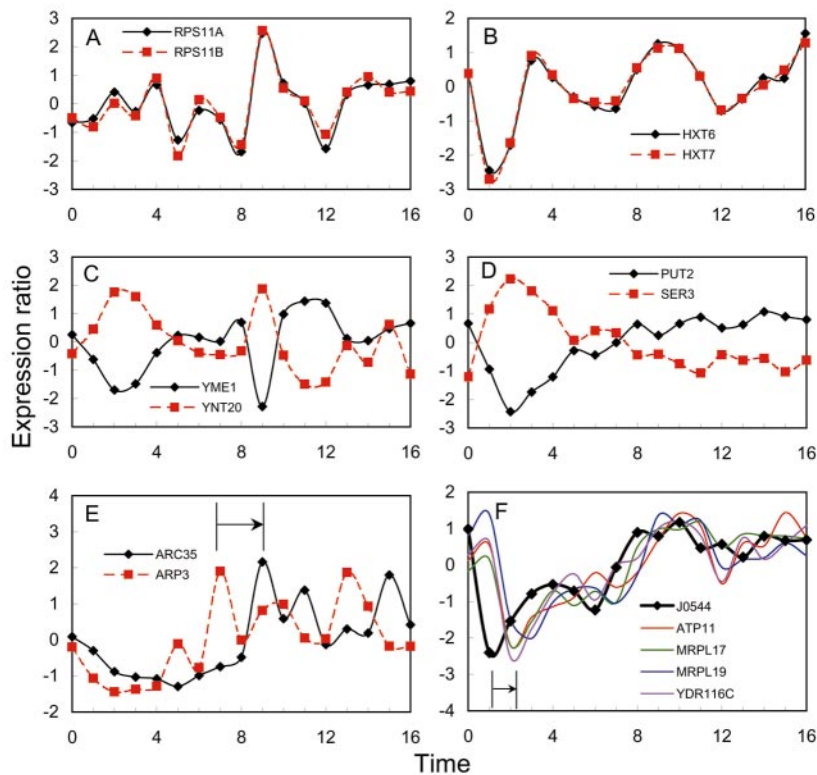 A
RPS11A
RPS11B
3
2
1
0
-1
-2
-3
0 4 8 12 16
B
HXT6
HXT7
2
1
0
-1
-2
-3
0 4 8 12 16
Expression ratio
C
YME1
YNT20
3
2
1
0
-1
-2
-3
0 4 8 12 16
D
PUT2
SER3
3
2
1
0
-1
-2
-3
0 4 8 12 16
E
ARC35
ARP3
4
3
2
1
0
-1
-2
0 4 8 12 16
F
J0544
ATP11
MRPL17
MRPL19
YDR116C
2
1
0
-1
-2
-3
-4
0 4 8 12 16
Time